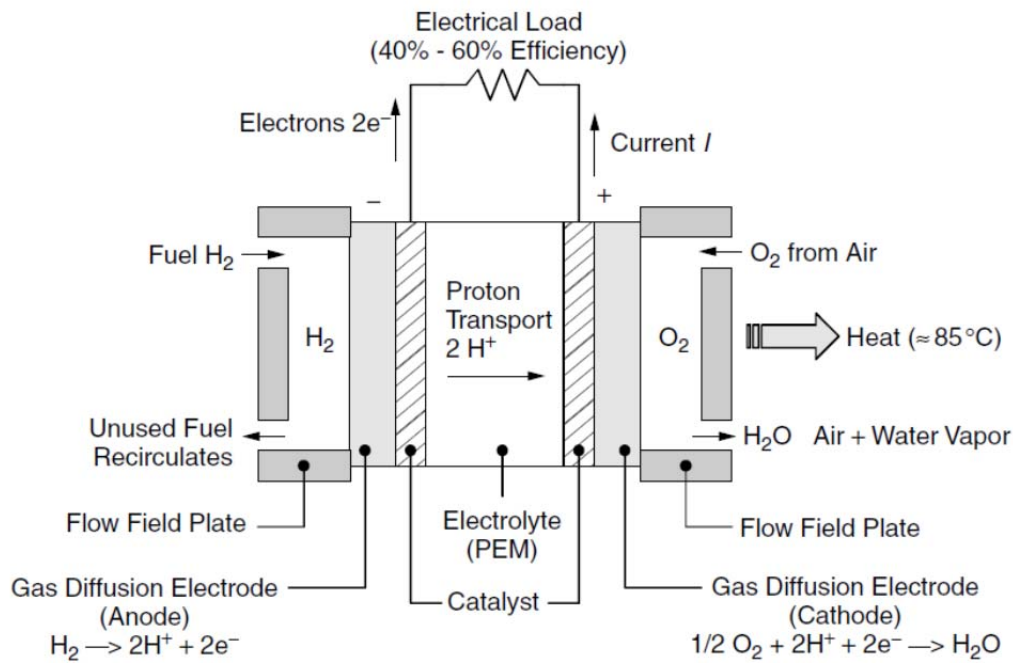 Electrical Load
(40% - 60% Efficiency)
Electrons 2e⁻
Current I
−
+
Fuel H₂
O₂ from Air
Proton
Transport
2 H⁺
H₂
O₂
Heat (≈85°C)
Unused Fuel
Recirculates
H₂O Air + Water Vapor
Flow Field Plate
Electrolyte
(PEM)
Flow Field Plate
Gas Diffusion Electrode
(Anode)
H₂ —> 2H⁺ + 2e⁻
Catalyst
Gas Diffusion Electrode
(Cathode)
1/2 O₂ + 2H⁺ + 2e⁻ —> H₂O